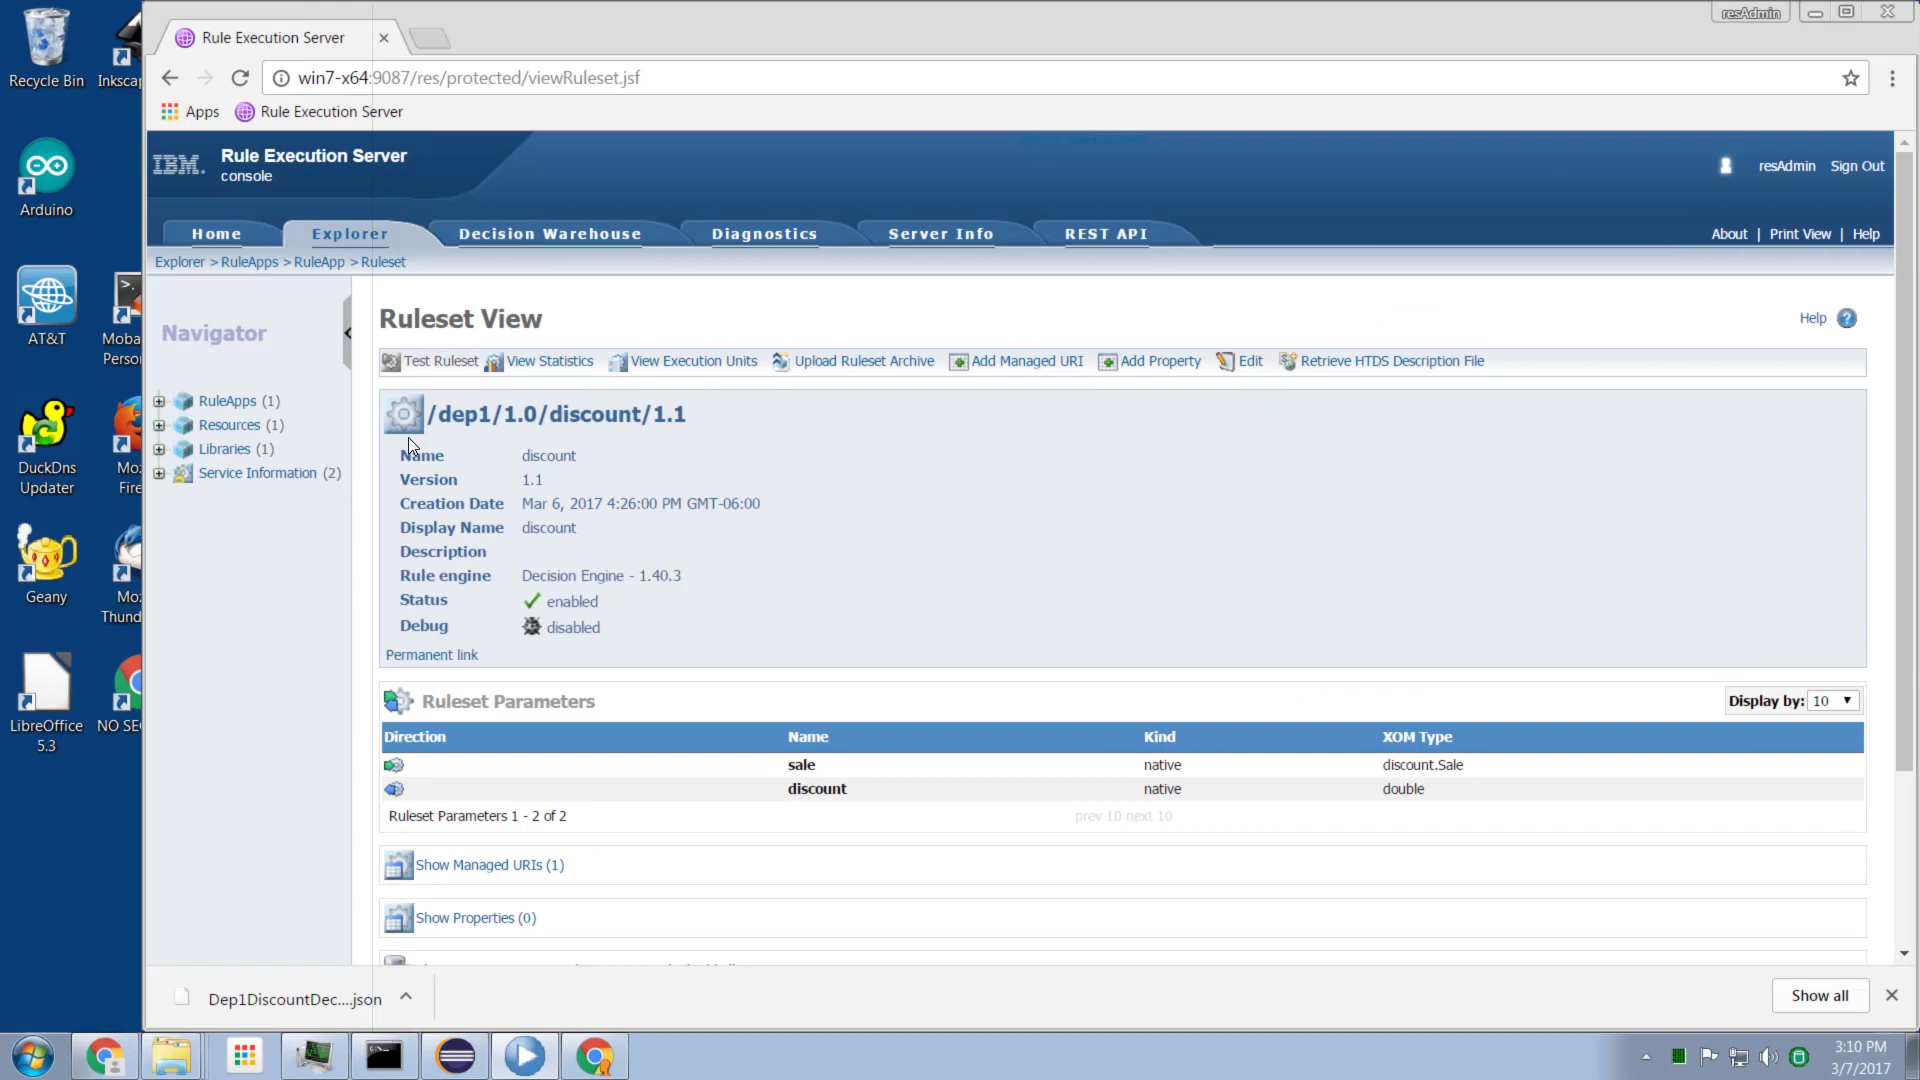 resAdmin
Rule Execution Server
win7-x64:9087/res/protected/viewRuleset.jsf
Apps Rule Execution Server
IBM. Rule Execution Server
console
resAdmin Sign Out
Home Explorer Decision Warehouse Diagnostics Server Info REST API
About | Print View | Help
Explorer > RuleApps > RuleApp > Ruleset
Navigator
RuleApps (1)
Resources (1)
Libraries (1)
Service Information (2)
Ruleset View
Help
Test Ruleset View Statistics View Execution Units Upload Ruleset Archive Add Managed URI Add Property Edit Retrieve HTDS Description File
/dep1/1.0/discount/1.1
Name discount
Version 1.1
Creation Date Mar 6, 2017 4:26:00 PM GMT-06:00
Display Name discount
Description
Rule engine Decision Engine - 1.40.3
Status enabled
Debug disabled
Permanent link
Ruleset Parameters
Display by: 10
Direction Name Kind XOM Type
sale native discount.Sale
discount native double
Ruleset Parameters 1 - 2 of 2 prev 10 next 10
Show Managed URIs (1)
Show Properties (0)
Dep1DiscountDec....json
Show all
Recycle Bin
Inksca
Arduino
AT&T
Moba
Perso
DuckDns
Updater
Mo
Fire
Geany
Mo
Thund
LibreOffice
5.3
NO SE
3:10 PM
3/7/2017